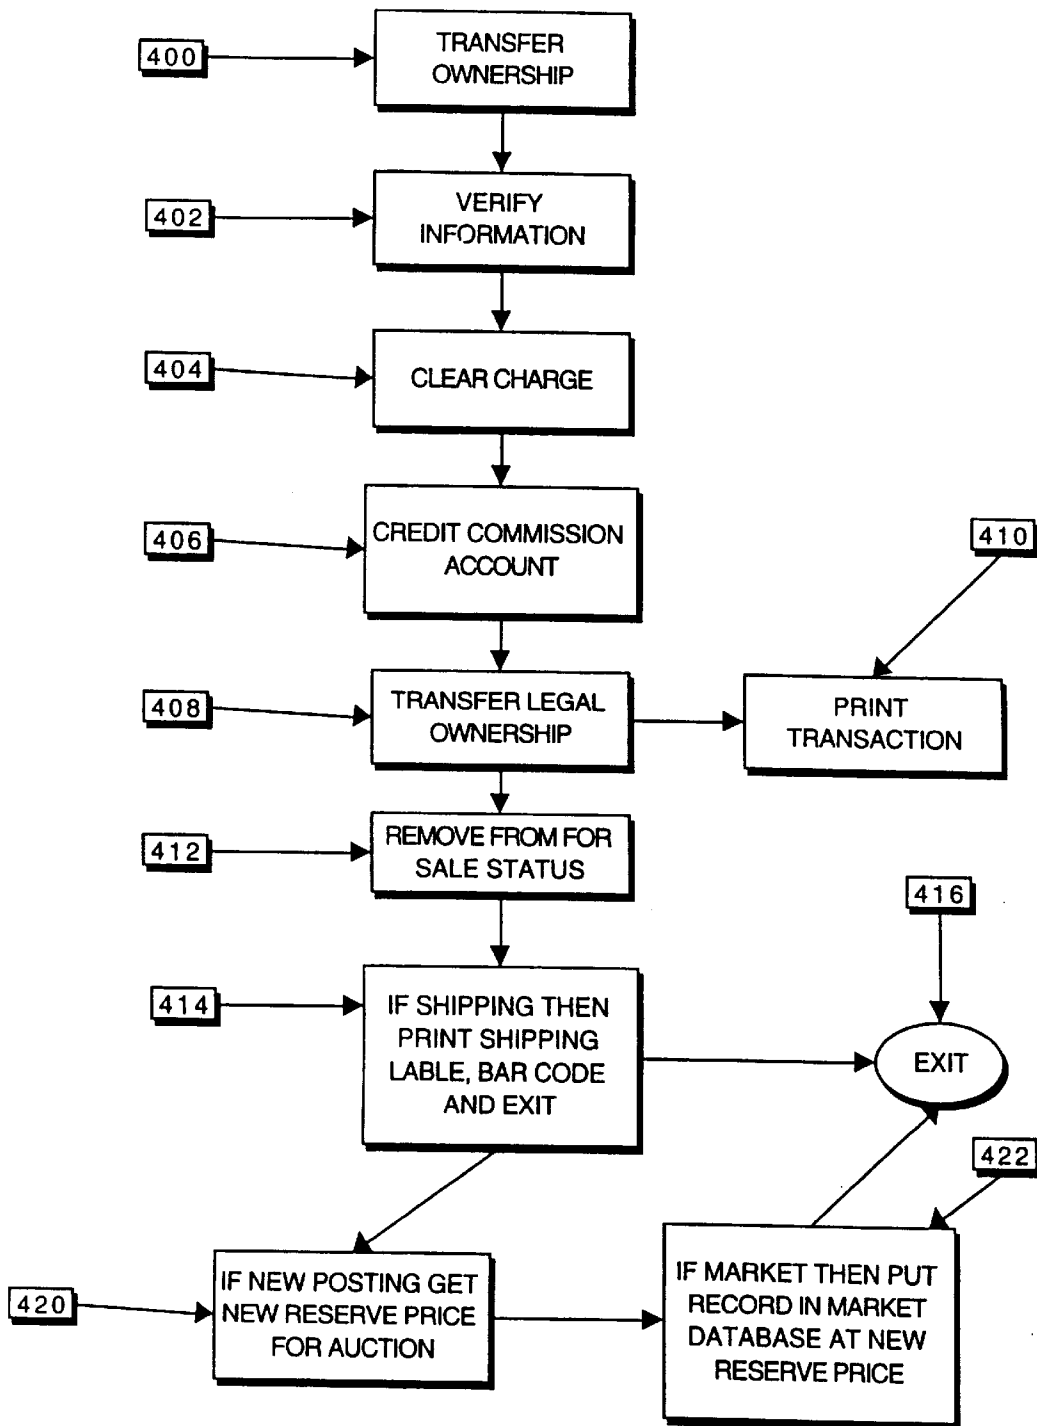 400
TRANSFER
OWNERSHIP
402
VERIFY
INFORMATION
404
CLEAR CHARGE
406
CREDIT COMMISSION
ACCOUNT
410
408
TRANSFER LEGAL
OWNERSHIP
PRINT
TRANSACTION
412
REMOVE FROM FOR
SALE STATUS
416
414
IF SHIPPING THEN
PRINT SHIPPING
LABLE, BAR CODE
AND EXIT
EXIT
422
420
IF NEW POSTING GET
NEW RESERVE PRICE
FOR AUCTION
IF MARKET THEN PUT
RECORD IN MARKET
DATABASE AT NEW
RESERVE PRICE